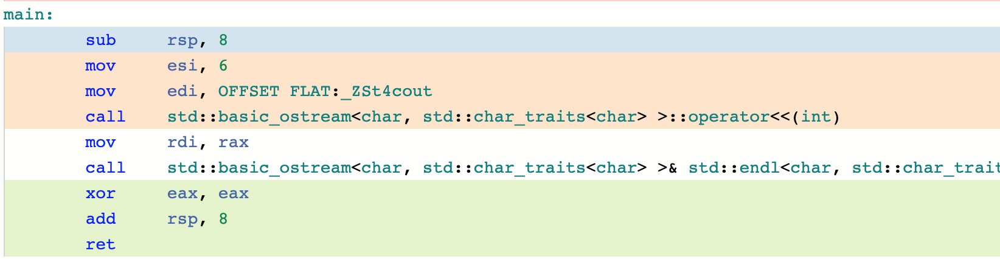 main:
sub rsp, 8
mov esi, 6
mov edi, OFFSET FLAT:_ZSt4cout
call std::basic_ostream<char, std::char_traits<char> >::operator<<(int)
mov rdi, rax
call std::basic_ostream<char, std::char_traits<char> >& std::endl<char, std::char_trait
xor eax, eax
add rsp, 8
ret